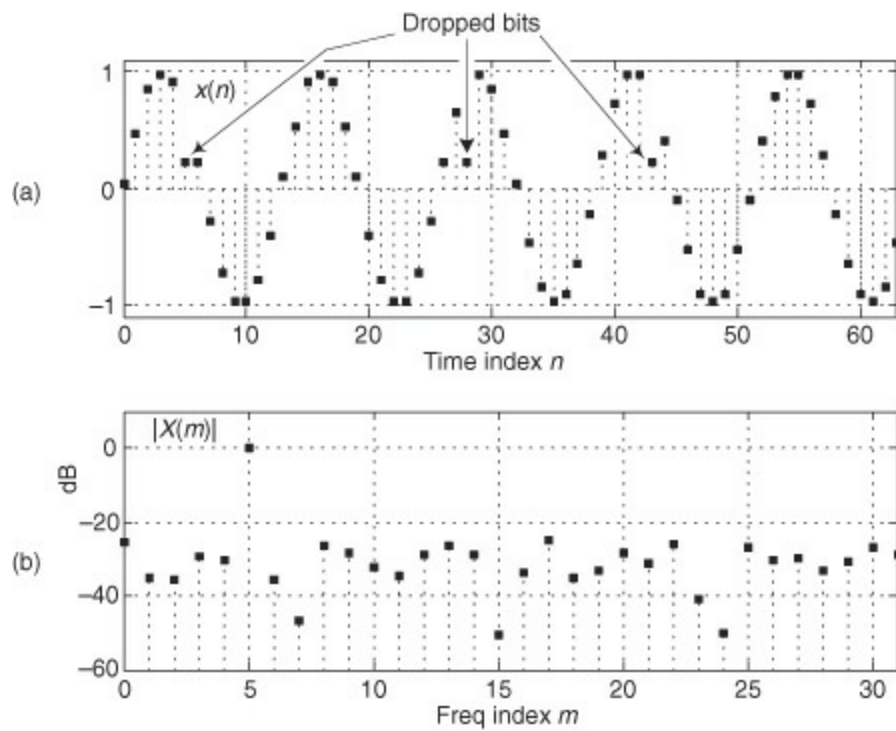 Dropped bits
1
x(n)
(a)
0
−1
0 10 20 30 40 50 60
Time index n
|X(m)|
0
dB
−20
(b)
−40
−60
0 5 10 15 20 25 30
Freq index m